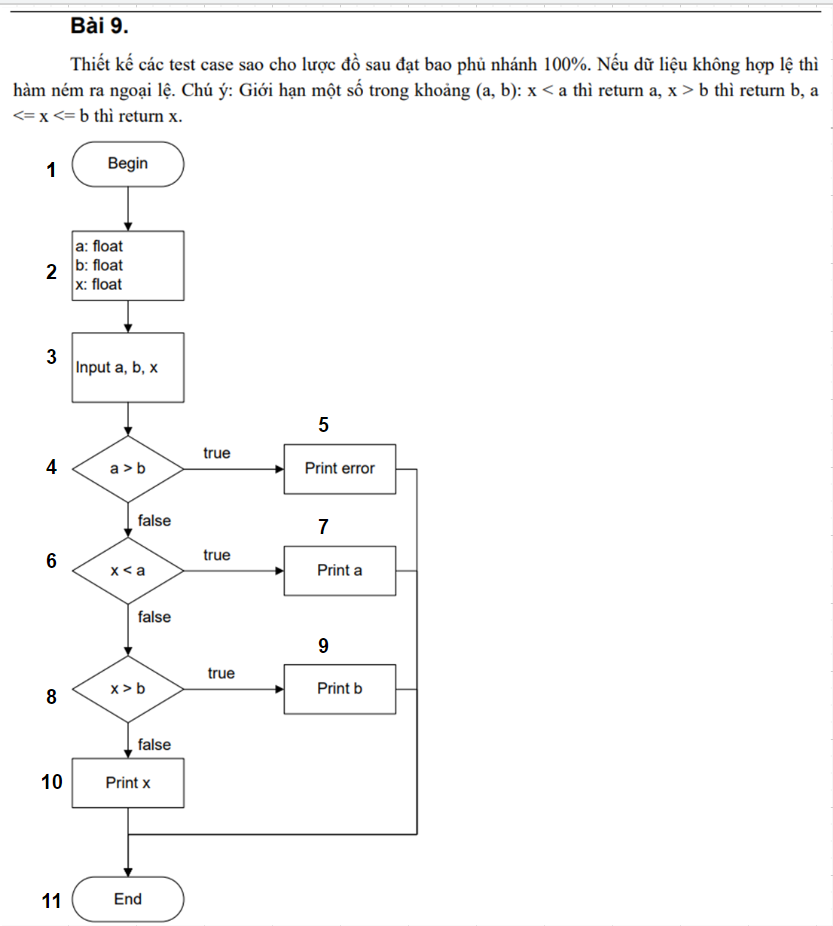 Bài 9.
Thiết kế các test case sao cho lược đồ sau đạt bao phủ nhánh 100%. Nếu dữ liệu không hợp lệ thì
hàm ném ra ngoại lệ. Chú ý: Giới hạn một số trong khoảng (a, b): x < a thì return a, x > b thì return b, a
<= x <= b thì return x.
1
Begin
2
a: float
b: float
x: float
3
Input a, b, x
4
a > b
true
5
Print error
false
6
x < a
true
7
Print a
false
8
x > b
true
9
Print b
false
10
Print x
11
End